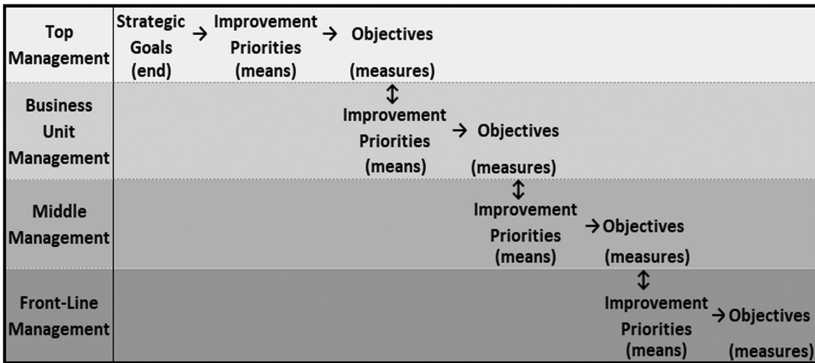 Top
Management
Strategic
Goals
(end)
→
Improvement
Priorities
(means)
→
Objectives
(measures)
↕
Business
Unit
Management
Improvement
Priorities
(means)
→
Objectives
(measures)
↕
Middle
Management
Improvement
Priorities
(means)
→
Objectives
(measures)
↕
Front-Line
Management
Improvement
Priorities
(means)
→
Objectives
(measures)